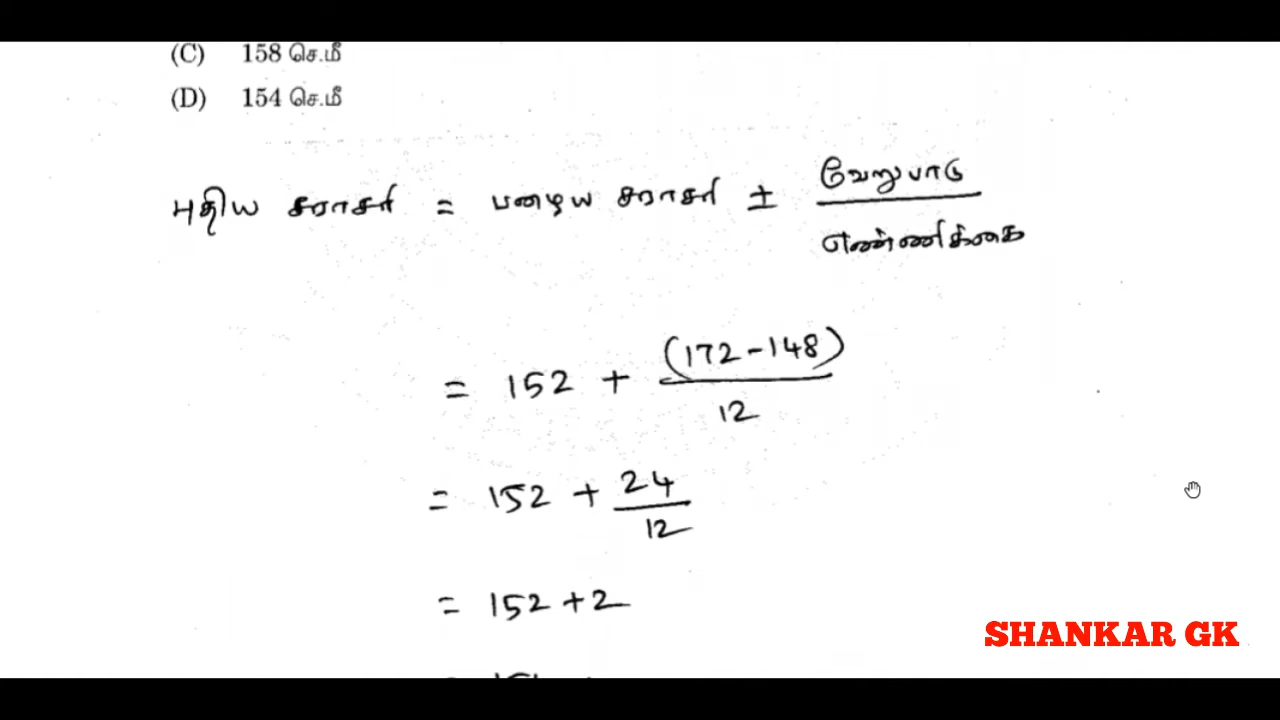 (C) 158 செ.மீ
(D) 154 செ.மீ
புதிய சராசரி = பழைய சராசரி ± வேறுபாடு / எண்ணிக்கை
= 152 + (172-148) / 12
= 152 + 24 / 12
= 152 + 2
SHANKAR GK